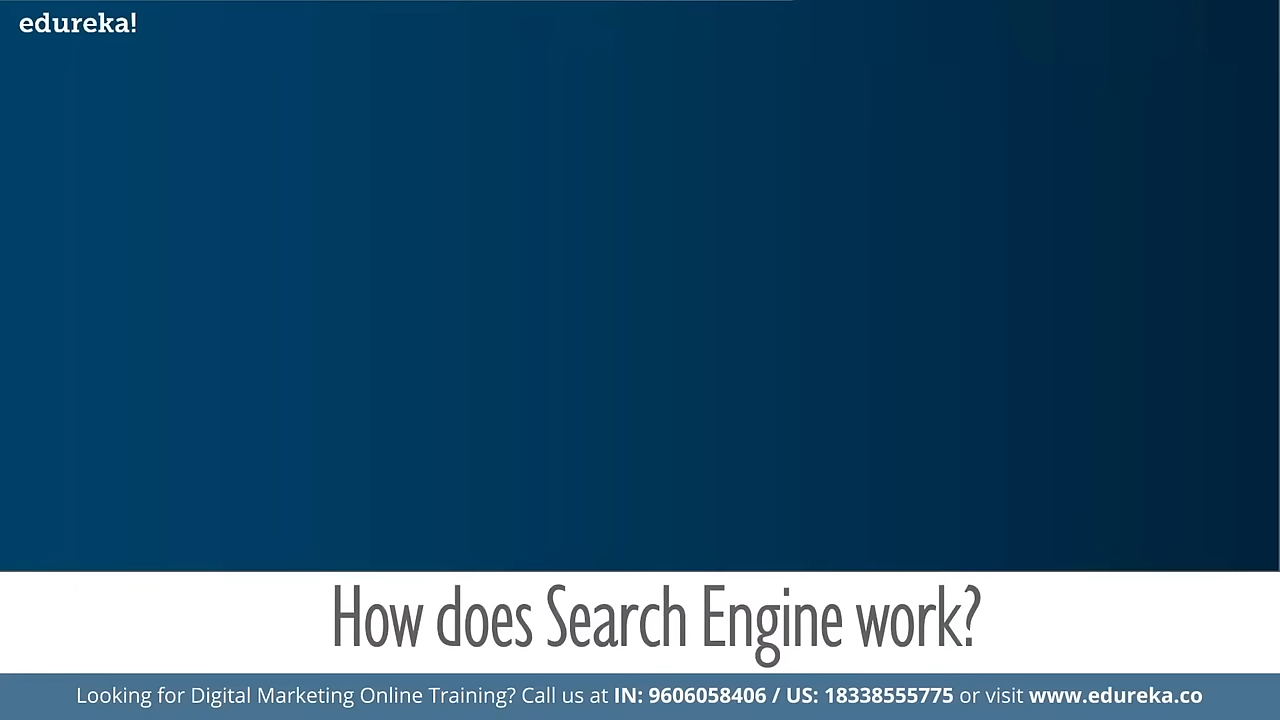 edureka!
How does Search Engine work?
Looking for Digital Marketing Online Training? Call us at IN: 9606058406 / US: 18338555775 or visit www.edureka.co